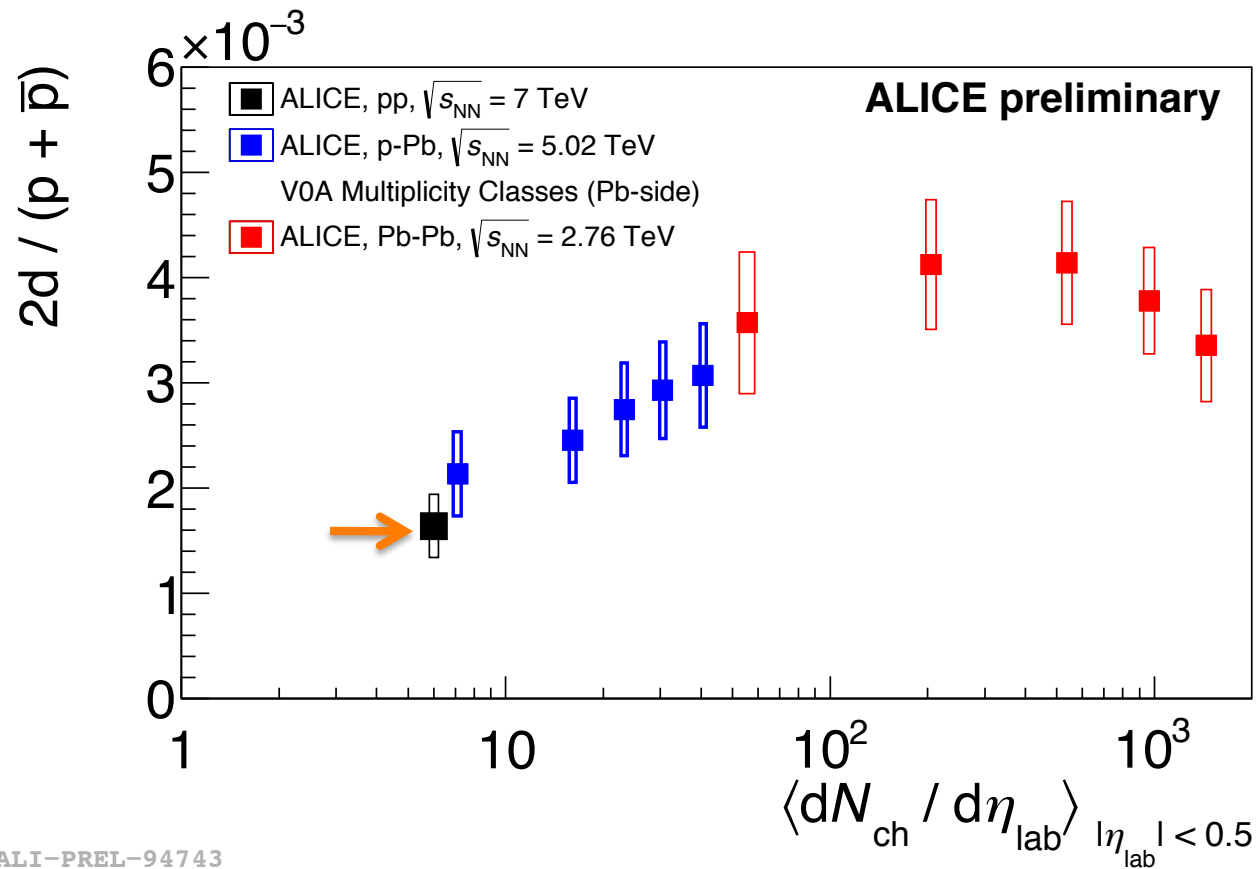 6 ×10⁻³
ALICE, pp, √s_NN = 7 TeV
ALICE preliminary
ALICE, p-Pb, √s_NN = 5.02 TeV
V0A Multiplicity Classes (Pb-side)
ALICE, Pb-Pb, √s_NN = 2.76 TeV
2d / (p + p̅)
5
4
3
2
1
0
1 10 10² 10³
⟨dN_ch / dη_lab⟩ |η_lab| < 0.5
ALI-PREL-94743